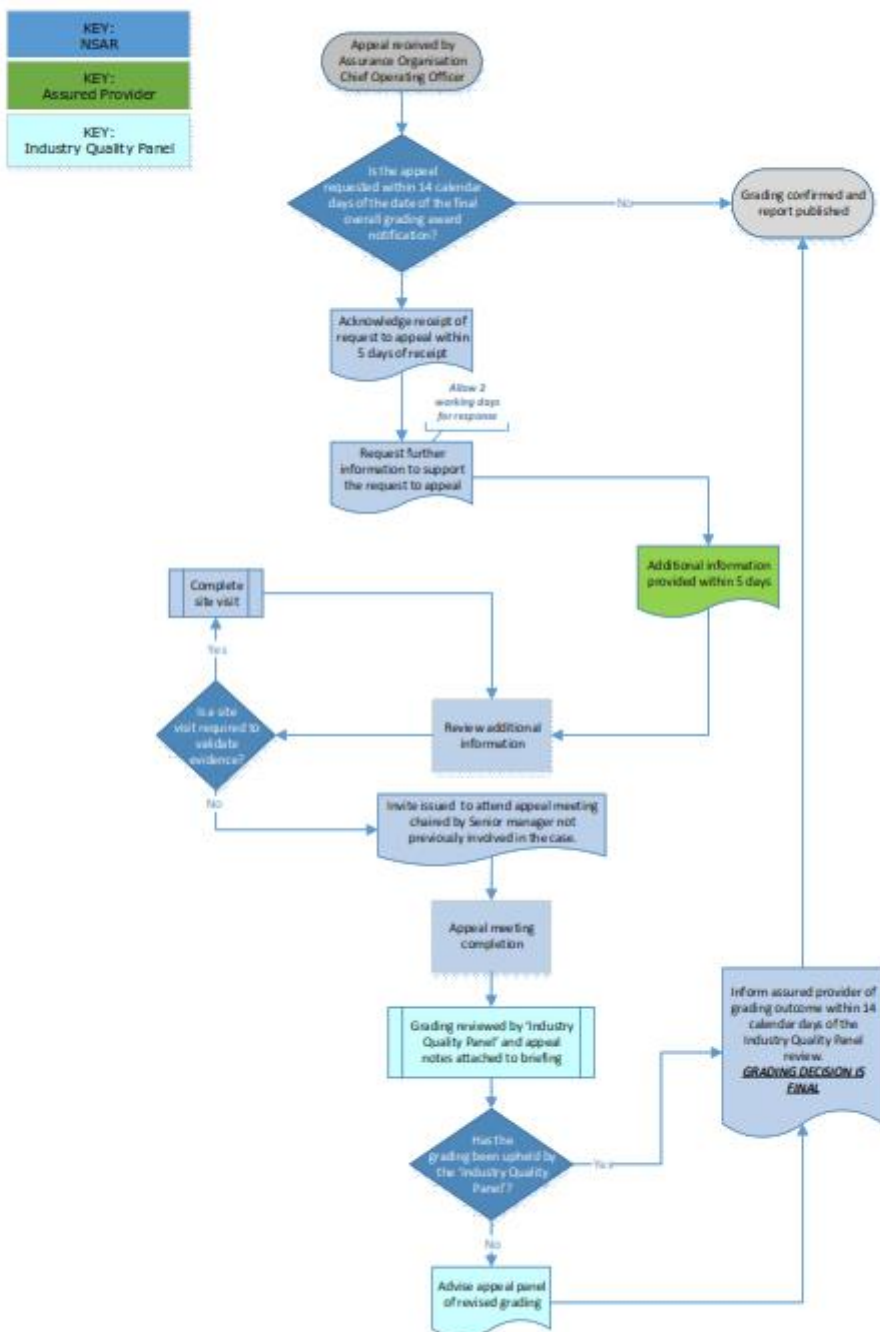 KEY:
NSAR
KEY:
Assured Provider
KEY:
Industry Quality Panel
Appeal received by
Assurance Organisation
Chief Operating Officer
Is the appeal
requested within 14 calendar
days of the date of the final
overall grading award
notification?
No
Grading confirmed and
report published
Acknowledge receipt of
request to appeal within
5 days of receipt
Allow 2
working days
for response
Request further
information to support
the request to appeal
Additional information
provided within 5 days
Complete
site visit
Yes
Is a site
visit required to
validate
evidence?
Review additional
information
No
Invite issued to attend appeal meeting
chaired by Senior manager not
previously involved in the case.
Appeal meeting
completion
Grading reviewed by 'Industry
Quality Panel' and appeal
notes attached to briefing
Inform assured provider of
grading outcome within 14
calendar days of the
Industry Quality Panel
review.
GRADING DECISION IS
FINAL
Has the
grading been upheld by
the 'Industry Quality
Panel'?
Yes
No
Advise appeal panel
of revised grading